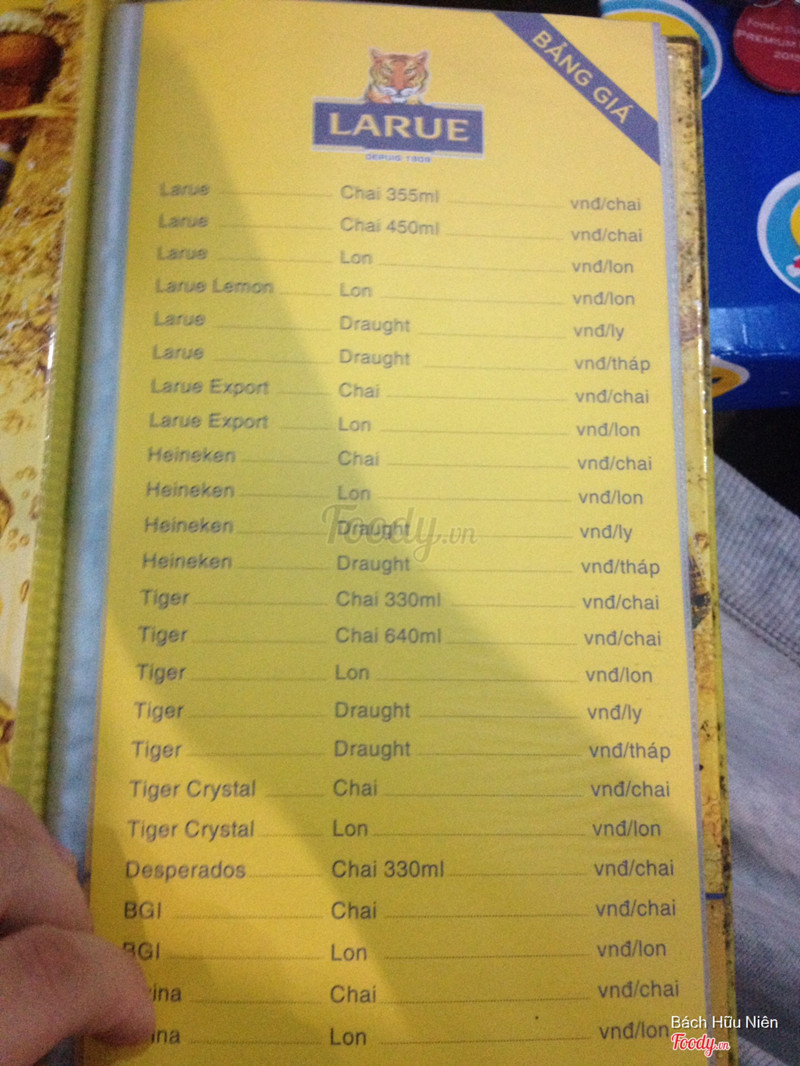 Food
PREMIUM
2015
BẢNG GIÁ
LARUE
DEPUIS 1909
Larue Chai 355ml vnđ/chai
Larue Chai 450ml vnđ/chai
Larue Lon vnđ/lon
Larue Lemon Lon vnđ/lon
Larue Draught vnđ/ly
Larue Draught vnđ/tháp
Larue Export Chai vnđ/chai
Larue Export Lon vnđ/lon
Heineken Chai vnđ/chai
Heineken Lon vnđ/lon
Heineken Draught vnđ/ly
Foody.vn
Heineken Draught vnđ/tháp
Tiger Chai 330ml vnđ/chai
Tiger Chai 640ml vnđ/chai
Tiger Lon vnđ/lon
Tiger Draught vnđ/ly
Tiger Draught vnđ/tháp
Tiger Crystal Chai vnđ/chai
Tiger Crystal Lon vnđ/lon
Desperados Chai 330ml vnđ/chai
BGI Chai vnđ/chai
BGI Lon vnđ/lon
ina Chai vnđ/chai
ina Lon vnđ/lon
Bách Hữu Niên
Foody.vn